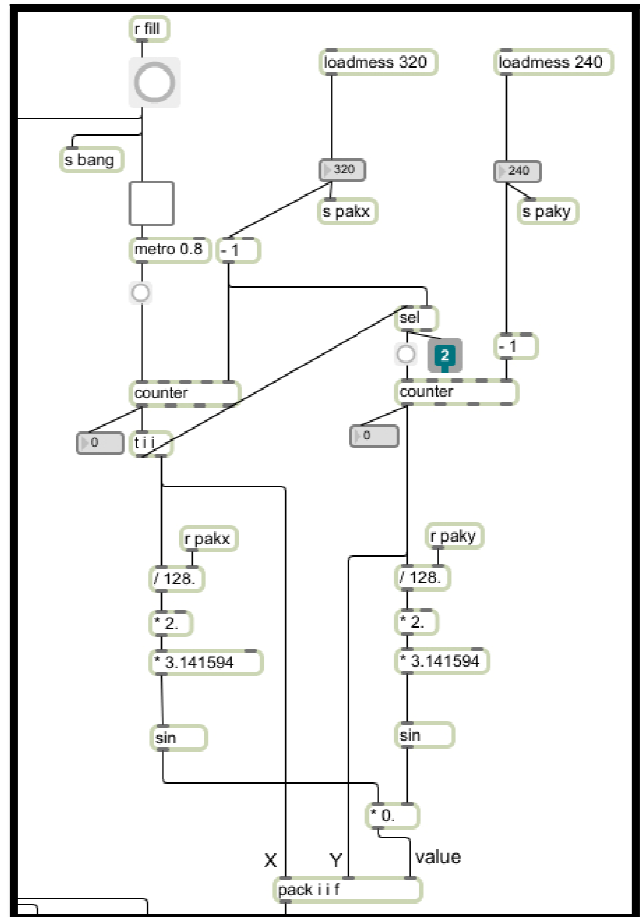 r fill
loadmess 320
loadmess 240
s bang
320
240
s pakx
s paky
metro 0.8
- 1
sel
2
- 1
counter
counter
0
t i i
0
r pakx
r paky
/ 128.
/ 128.
* 2.
* 2.
* 3.141594
* 3.141594
sin
sin
* 0.
X
Y
value
pack i i f